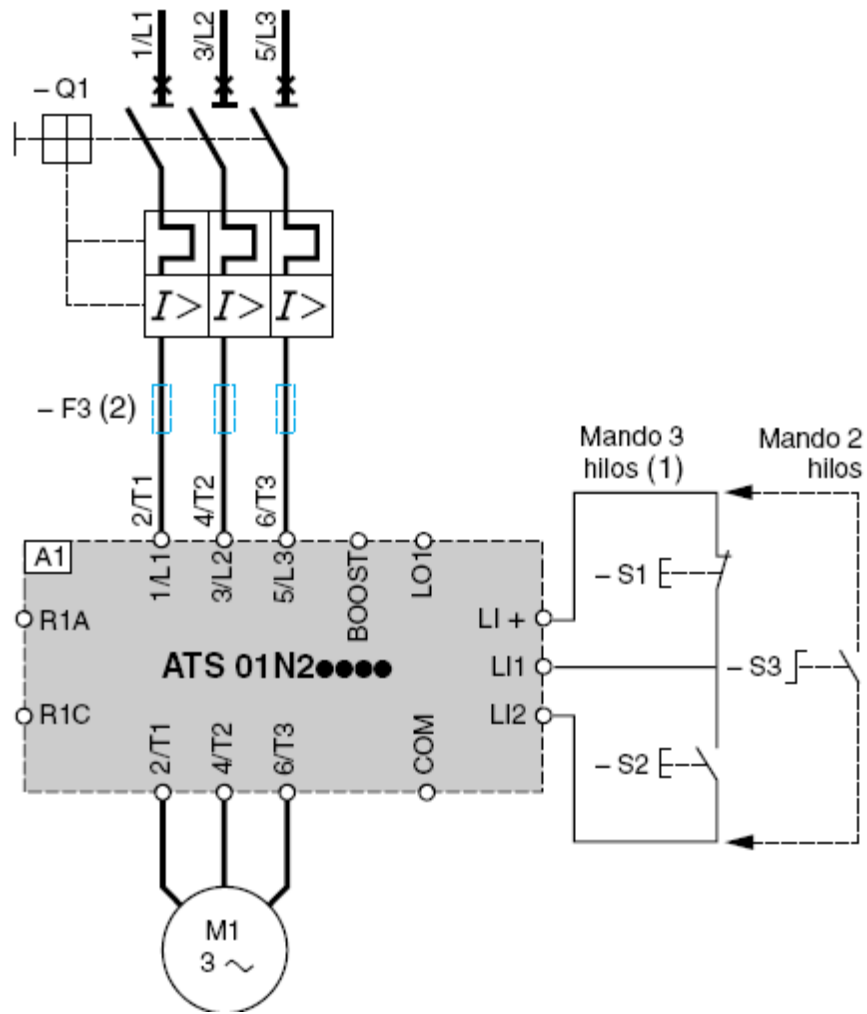 1/L1
3/L2
5/L3
– Q1
I> I> I>
– F3 (2)
2/T1
4/T2
6/T3
Mando 3
hilos (1)
Mando 2
hilos
A1
1/L1
3/L2
5/L3
BOOST
LO1
R1A
LI +
– S1
ATS 01N2●●●●
LI1
– S3
R1C
LI2
2/T1
4/T2
6/T3
COM
– S2
M1
3 ~